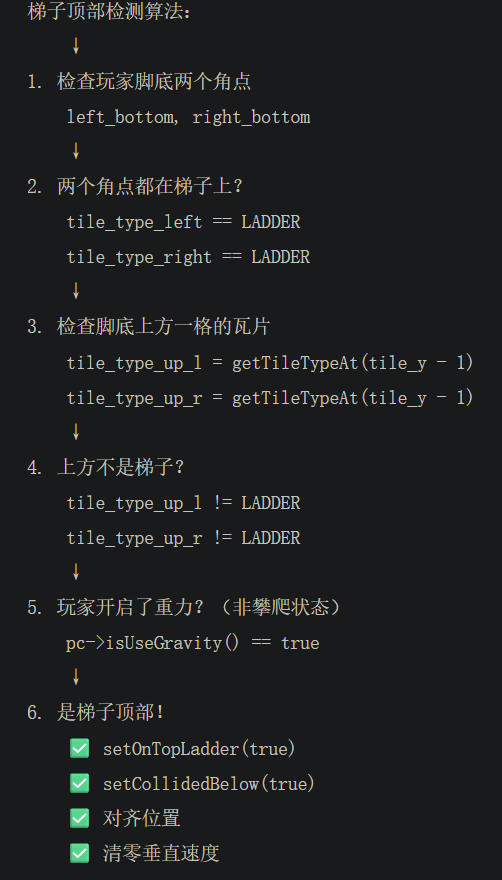 梯子顶部检测算法：
↓
1. 检查玩家脚底两个角点
left_bottom, right_bottom
↓
2. 两个角点都在梯子上？
tile_type_left == LADDER
tile_type_right == LADDER
↓
3. 检查脚底上方一格的瓦片
tile_type_up_l = getTileTypeAt(tile_y - 1)
tile_type_up_r = getTileTypeAt(tile_y - 1)
↓
4. 上方不是梯子？
tile_type_up_l != LADDER
tile_type_up_r != LADDER
↓
5. 玩家开启了重力？（非攀爬状态）
pc->isUseGravity() == true
↓
6. 是梯子顶部！
✅ setOnTopLadder(true)
✅ setCollidedBelow(true)
✅ 对齐位置
✅ 清零垂直速度